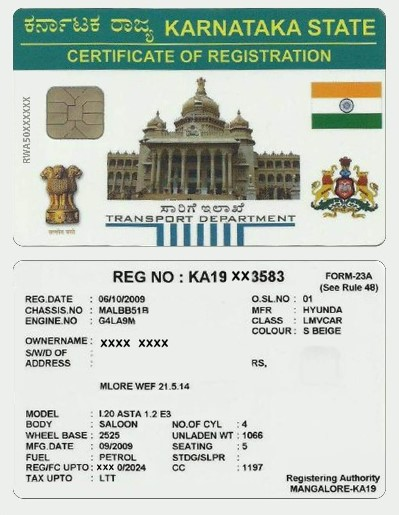 ಕರ್ನಾಟಕ ರಾಜ್ಯ KARNATAKA STATE
CERTIFICATE OF REGISTRATION
RWA50XXXXXX
सत्यमेव जयते
ಸಾರಿಗೆ ಇಲಾಖೆ
TRANSPORT DEPARTMENT
REG NO : KA19 XX3583
FORM-23A
(See Rule 48)
REG.DATE : 06/10/2009 O.SL.NO : 01
CHASSIS.NO : MALBB51B MFR : HYUNDA
ENGINE.NO : G4LA9M CLASS : LMVCAR
COLOUR : S BEIGE
OWNERNAME : XXXX XXXX
S/W/D OF :
ADDRESS : RS,
MLORE WEF 21.5.14
MODEL : I.20 ASTA 1.2 E3
BODY : SALOON NO.OF CYL : 4
WHEEL BASE : 2525 UNLADEN WT : 1066
MFG.DATE : 09/2009 SEATING : 5
FUEL : PETROL STDG/SLPR :
REG/FC UPTO : XXX 0/2024 CC : 1197
TAX UPTO : LTT
Registering Authority
MANGALORE-KA19